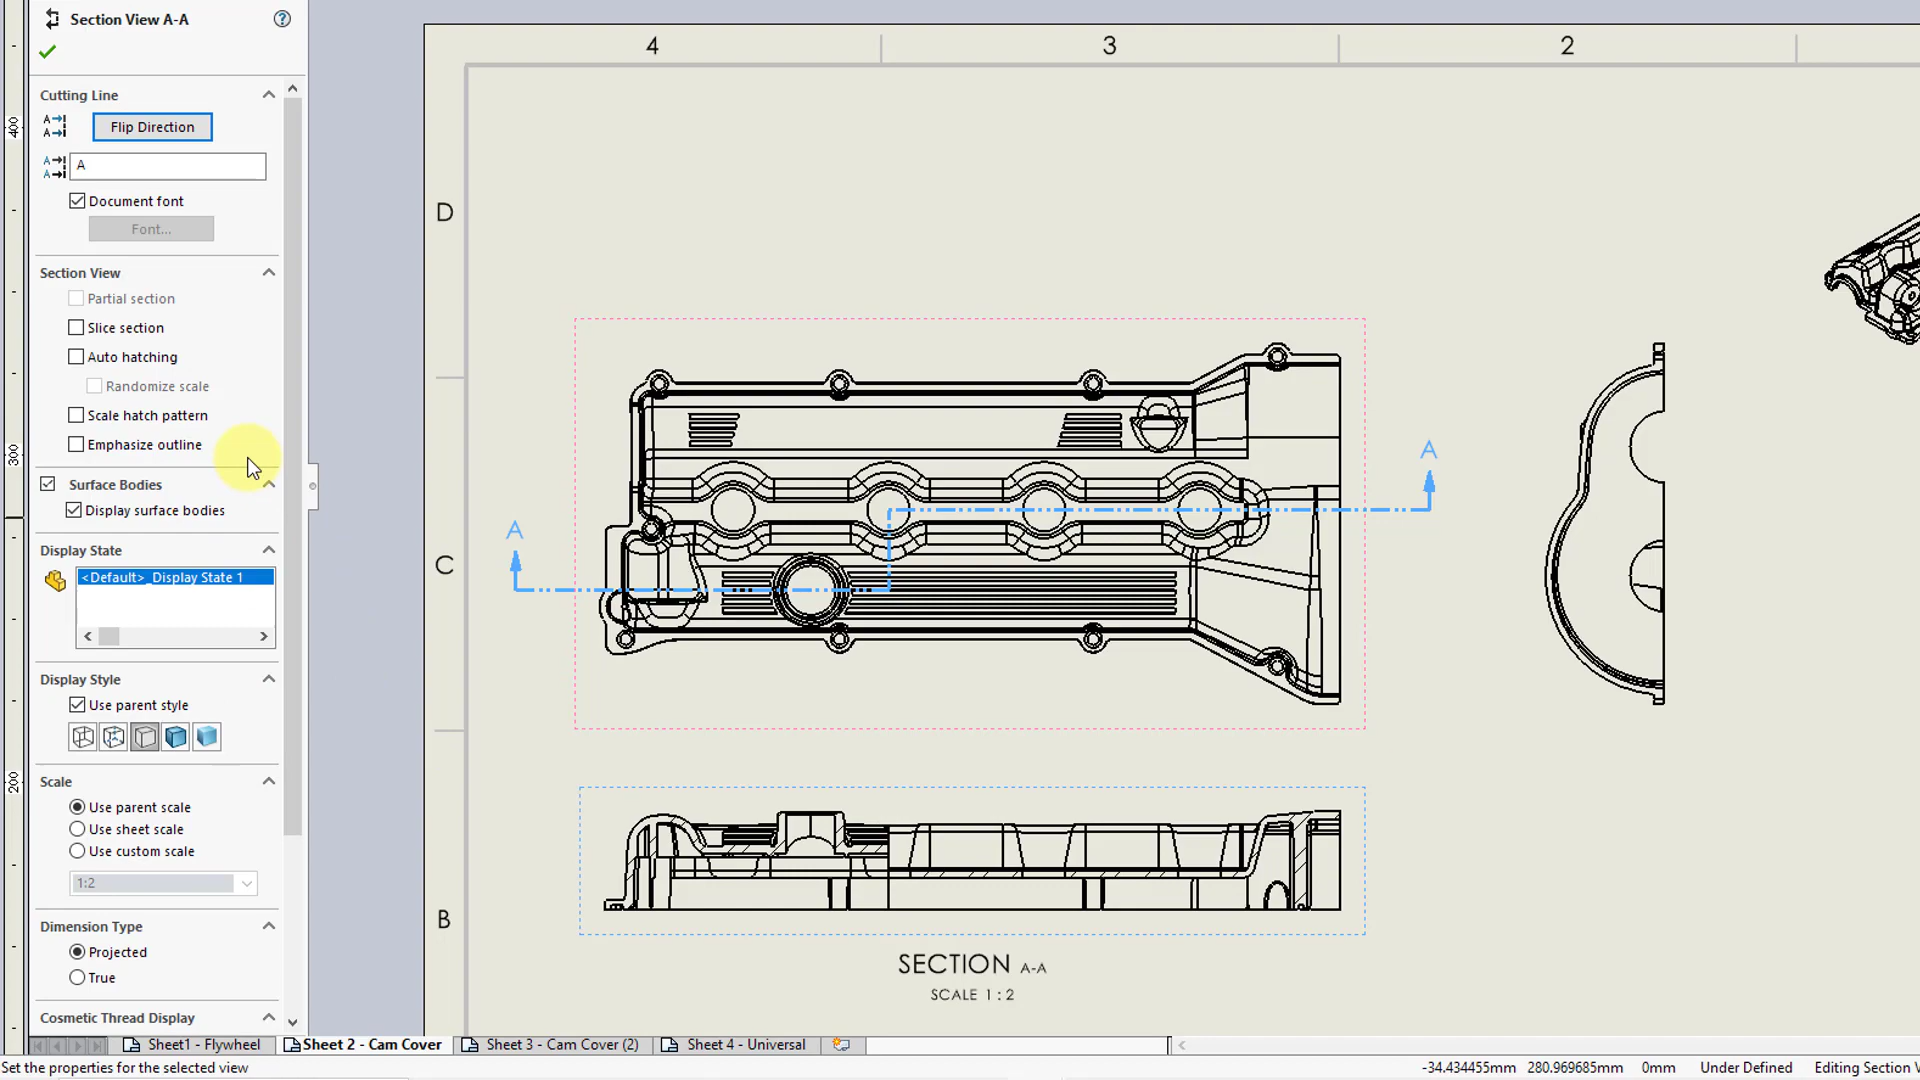 Section View A-A
Cutting Line
Flip Direction
A
Document font
Font...
Section View
Partial section
Slice section
Auto hatching
Randomize scale
Scale hatch pattern
Emphasize outline
Surface Bodies
Display surface bodies
Display State
<Default>_Display State 1
Display Style
Use parent style
Scale
Use parent scale
Use sheet scale
Use custom scale
1:2
Dimension Type
Projected
True
Cosmetic Thread Display
400
300
200
4
3
2
D
C
B
A
A
SECTION A-A
SCALE 1 : 2
Sheet1 - Flywheel
Sheet 2 - Cam Cover
Sheet 3 - Cam Cover (2)
Sheet 4 - Universal
Set the properties for the selected view
-34.434455mm
280.969685mm
0mm
Under Defined
Editing Section V